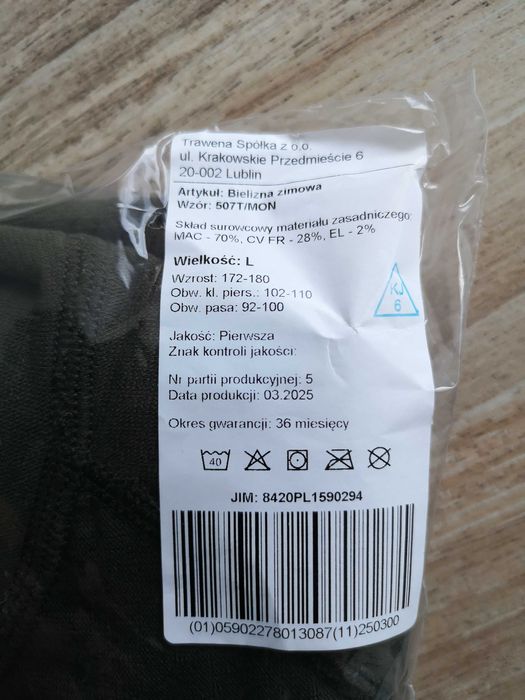 Trawena Spółka z o.o.
ul. Krakowskie Przedmieście 6
20-002 Lublin
Artykuł: Bielizna zimowa
Wzór: 507T/MON
Skład surowcowy materiału zasadniczego:
MAC - 70%, CV FR - 28%, EL - 2%
Wielkość: L
Wzrost: 172-180
Obw. kl. piers.: 102-110
Obw. pasa: 92-100
KJ
6
Jakość: Pierwsza
Znak kontroli jakości:
Nr partii produkcyjnej: 5
Data produkcji: 03.2025
Okres gwarancji: 36 miesięcy
40
JIM: 8420PL1590294
(01)05902278013087(11)250300